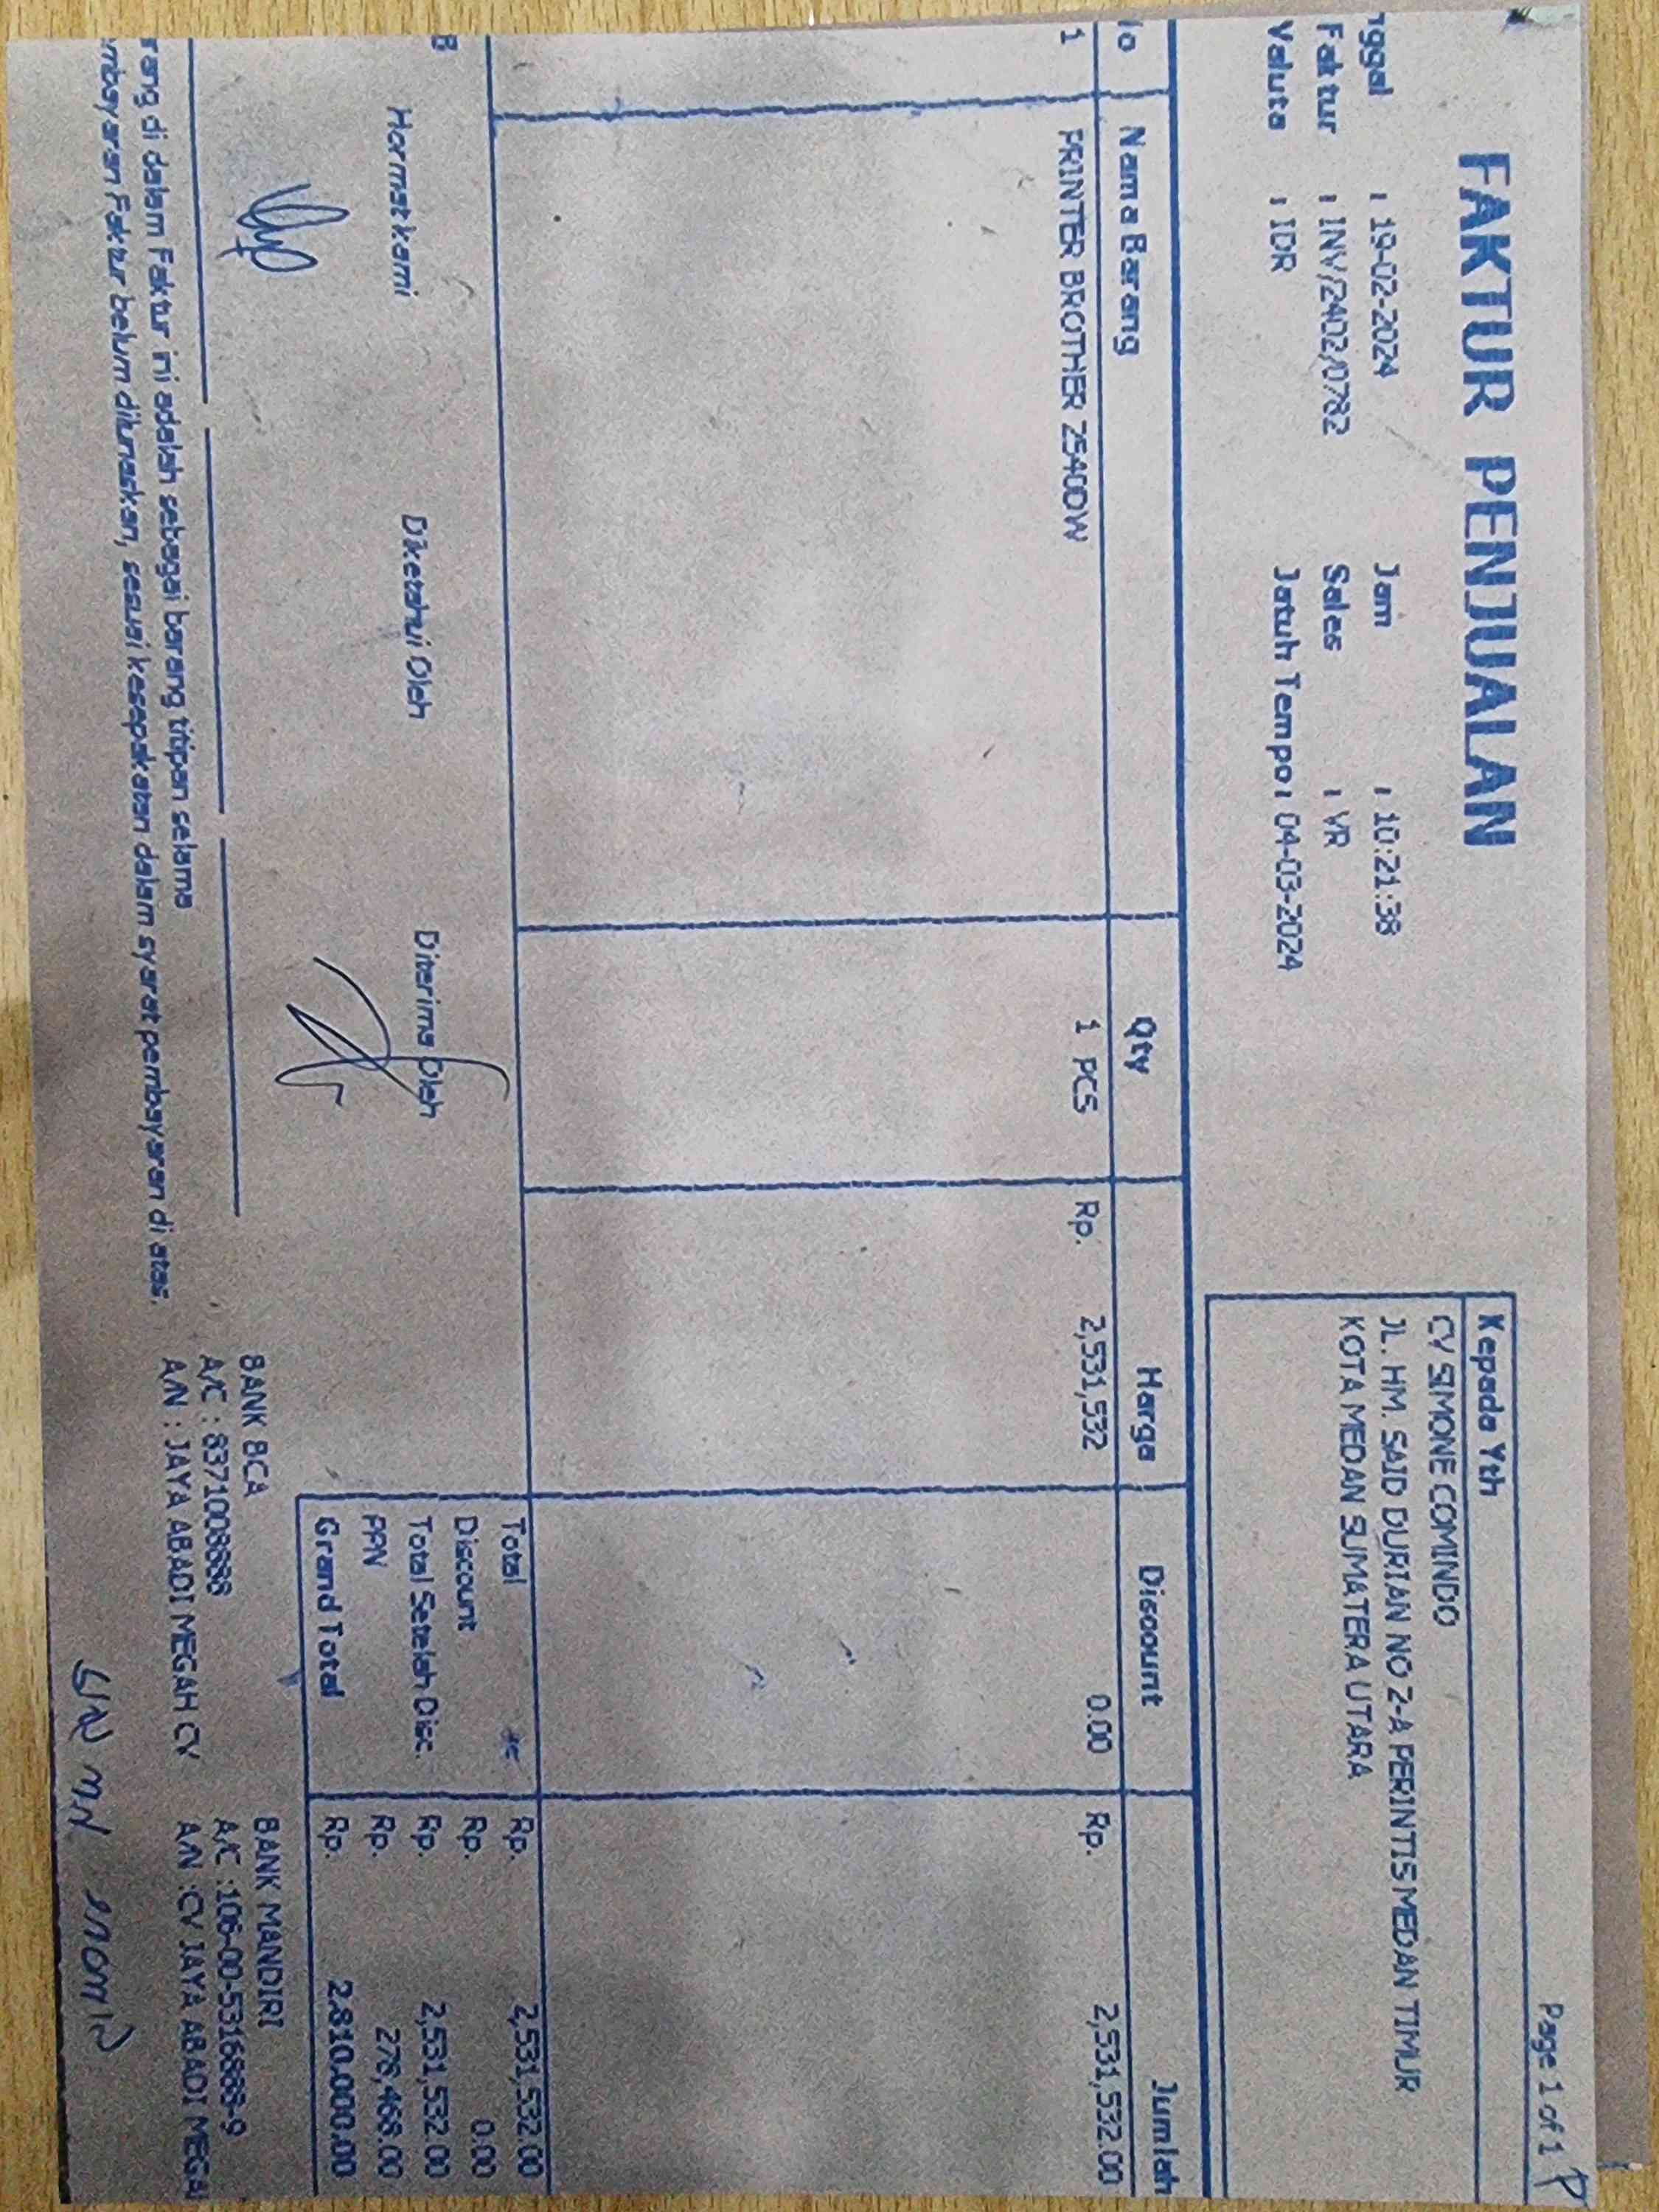 Page 1 of 1
FAKTUR PENJUALAN
nggal : 19-02-2024 Jam : 10:21:38
Faktur : INV/2402/0782 Sales : VR
Valuta : IDR Jatuh Tempo : 04-03-2024
Kepada Yth
CV SIMONE COMINDO
JL. HM. SAID DURIAN NO 2-A PERINTIS MEDAN TIMUR
KOTA MEDAN SUMATERA UTARA
No Nama Barang Qty Harga Discount Jumlah
1 PRINTER BROTHER 2540DW 1 PCS Rp. 2,531,532 0.00 Rp. 2,531,532.00
Total Rp. 2,531,532.00
Discount Rp. 0.00
Total Setelah Disc. Rp. 2,531,532.00
PPN Rp. 278,468.00
Grand Total Rp. 2.810.000.00
B
Hormat kami Diketahui Oleh Diterima Oleh
rang di dalam Faktur ini adalah sebagai barang titipan selama
mbayaran Faktur belum dilunaskan, sesuai kesepakatan dalam syarat pembayaran di atas.
BANK BCA
A/C : 8371008888
A/N : JAYA ABADI MEGAH CV
BANK MANDIRI
A/C :106-00-5316888-9
A/N :CV JAYA ABADI MEGA